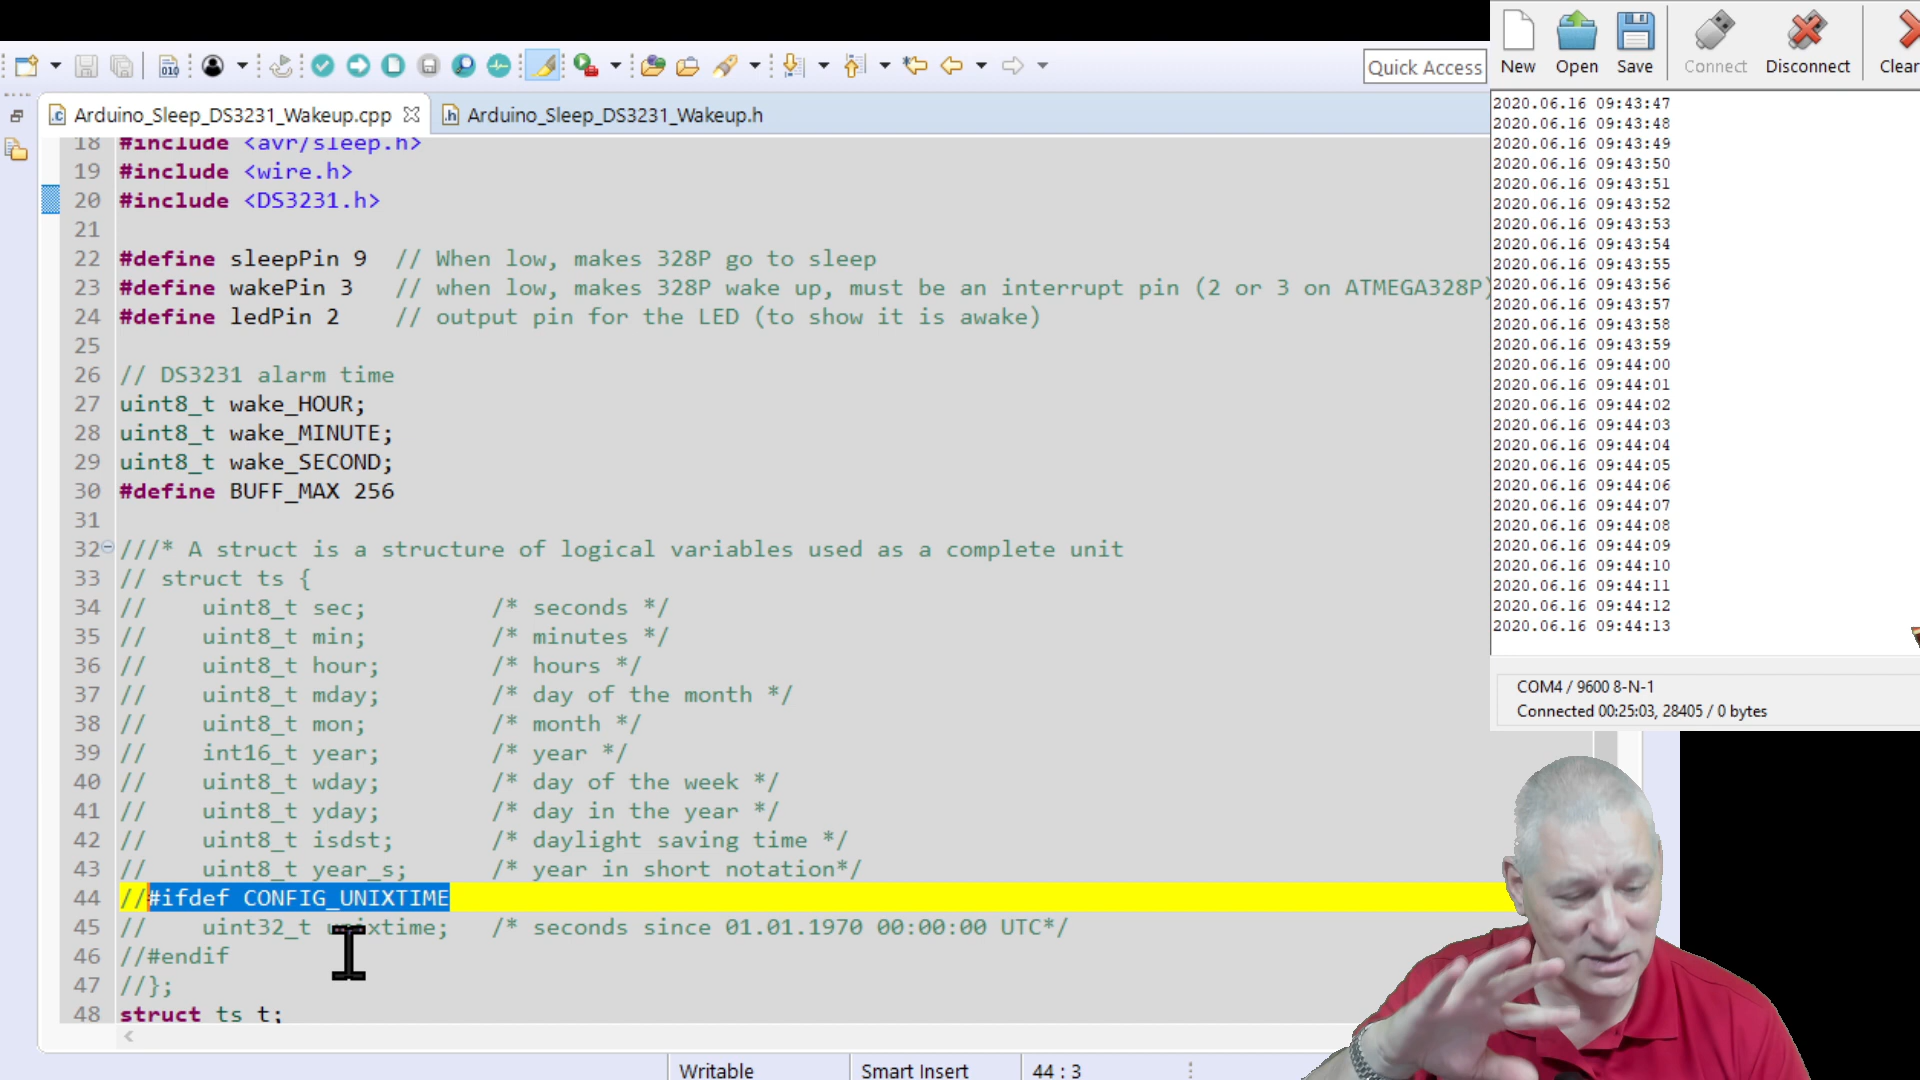 Quick Access
New Open Save Connect Disconnect Clear
Arduino_Sleep_DS3231_Wakeup.cpp
Arduino_Sleep_DS3231_Wakeup.h
18 #include <avr/sleep.h>
19 #include <wire.h>
20 #include <DS3231.h>
21
22 #define sleepPin 9 // When low, makes 328P go to sleep
23 #define wakePin 3 // when low, makes 328P wake up, must be an interrupt pin (2 or 3 on ATMEGA328P)
24 #define ledPin 2 // output pin for the LED (to show it is awake)
25
26 // DS3231 alarm time
27 uint8_t wake_HOUR;
28 uint8_t wake_MINUTE;
29 uint8_t wake_SECOND;
30 #define BUFF_MAX 256
31
32 ///* A struct is a structure of logical variables used as a complete unit
33 // struct ts {
34 // uint8_t sec; /* seconds */
35 // uint8_t min; /* minutes */
36 // uint8_t hour; /* hours */
37 // uint8_t mday; /* day of the month */
38 // uint8_t mon; /* month */
39 // int16_t year; /* year */
40 // uint8_t wday; /* day of the week */
41 // uint8_t yday; /* day in the year */
42 // uint8_t isdst; /* daylight saving time */
43 // uint8_t year_s; /* year in short notation*/
44 //#ifdef CONFIG_UNIXTIME
45 // uint32_t unixtime; /* seconds since 01.01.1970 00:00:00 UTC*/
46 //#endif
47 //};
48 struct ts t;
Writable
Smart Insert
44 : 3
2020.06.16 09:43:47
2020.06.16 09:43:48
2020.06.16 09:43:49
2020.06.16 09:43:50
2020.06.16 09:43:51
2020.06.16 09:43:52
2020.06.16 09:43:53
2020.06.16 09:43:54
2020.06.16 09:43:55
2020.06.16 09:43:56
2020.06.16 09:43:57
2020.06.16 09:43:58
2020.06.16 09:43:59
2020.06.16 09:44:00
2020.06.16 09:44:01
2020.06.16 09:44:02
2020.06.16 09:44:03
2020.06.16 09:44:04
2020.06.16 09:44:05
2020.06.16 09:44:06
2020.06.16 09:44:07
2020.06.16 09:44:08
2020.06.16 09:44:09
2020.06.16 09:44:10
2020.06.16 09:44:11
2020.06.16 09:44:12
2020.06.16 09:44:13
COM4 / 9600 8-N-1
Connected 00:25:03, 28405 / 0 bytes